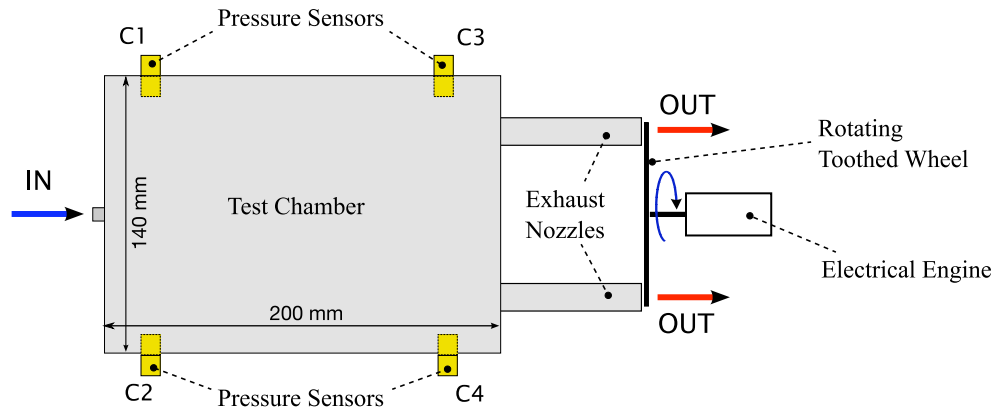 Pressure Sensors
C1
C3
OUT
Rotating
Toothed Wheel
IN
140 mm
Test Chamber
Exhaust
Nozzles
Electrical Engine
200 mm
OUT
C2
C4
Pressure Sensors